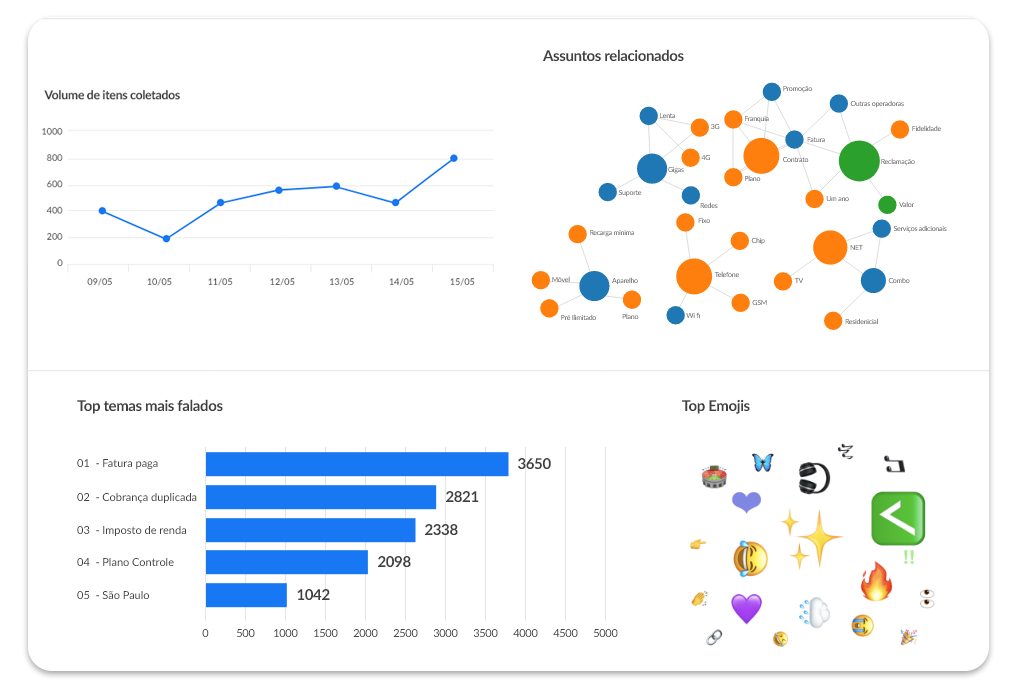 Assuntos relacionados
Volume de itens coletados
1000
800
600
400
200
0
09/05 10/05 11/05 13/05 14/05 15/05
Promoção
Outras operadoras
Lenta
3G
Franquia
Fidelidade
Fatura
4G
Contrato
Reclamação
Gigas
Plano
Suporte
Redes
Um ano
Valor
Fixo
Serviços adicionais
Recarga mínima
Chip
NET
Telefone
Móvel
Aparelho
TV
Combo
GSM
Pré Ilimitado
Plano
Wi fi
Residenicial
Top temas mais falados
01 - Fatura paga 3650
02 - Cobrança duplicada 2821
03 - Imposto de renda 2338
04 - Plano Controle 2098
05 - São Paulo 1042
0 500 1000 1500 2000 2500 3000 3500 4000 4500 5000
Top Emojis